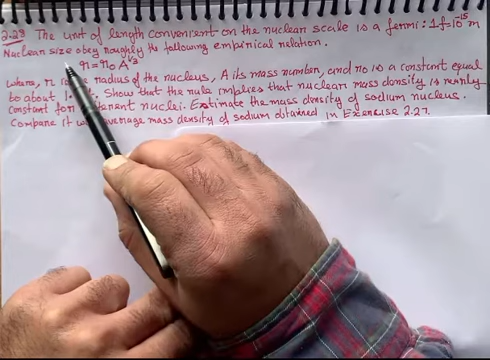 2.28 The unit of length convenient on the nuclear scale is a fermi : 1f=10⁻¹⁵ m
Nuclear size obey roughly the following empirical relation.
r = r₀ A^1/3
where, r is radius of the nucleus, A its mass number, and r₀ is a constant equal
to about 1. Show that the rule implies that nuclear mass density is nearly
constant for different nuclei. Estimate the mass density of sodium nucleus.
Compare it average mass density of sodium obtained in Exercise 2.27.